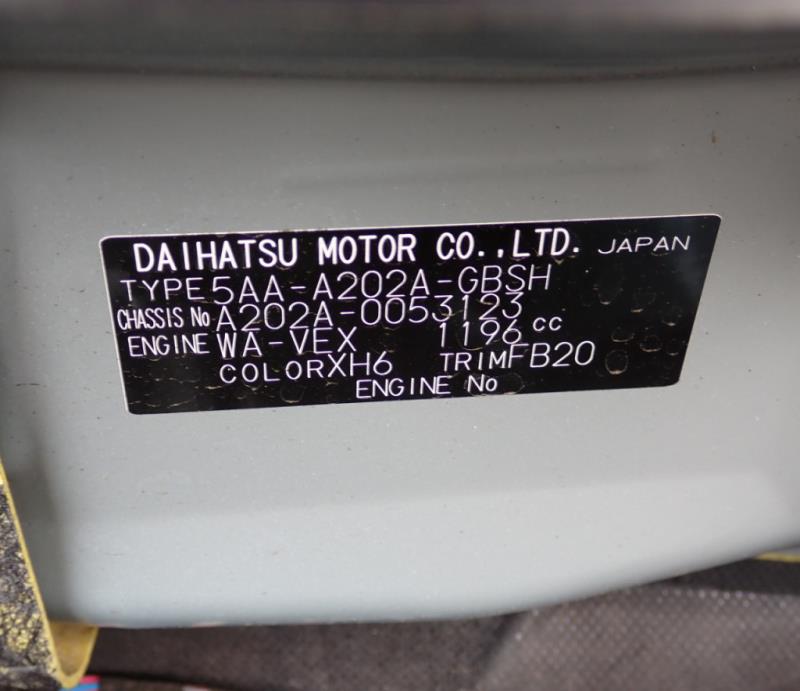 DAIHATSU MOTOR CO.,LTD. JAPAN
TYPE 5AA-A202A-GBSH
CHASSIS No A202A-0053123
ENGINE WA-VEX 1196 cc
COLOR XH6 TRIM FB20
ENGINE No